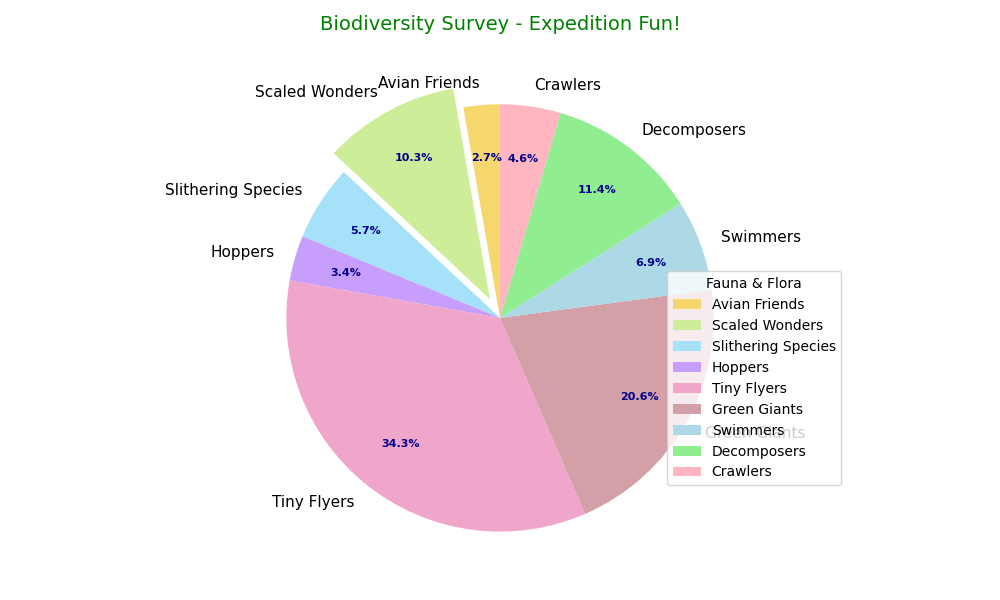 Biodiversity Survey - Expedition Fun!
Avian Friends
Crawlers
Scaled Wonders
Decomposers
Slithering Species
Swimmers
Hoppers
Tiny Flyers
Green Giants
2.7%
4.6%
10.3%
11.4%
5.7%
6.9%
3.4%
20.6%
34.3%
Fauna & Flora
Avian Friends
Scaled Wonders
Slithering Species
Hoppers
Tiny Flyers
Green Giants
Swimmers
Decomposers
Crawlers